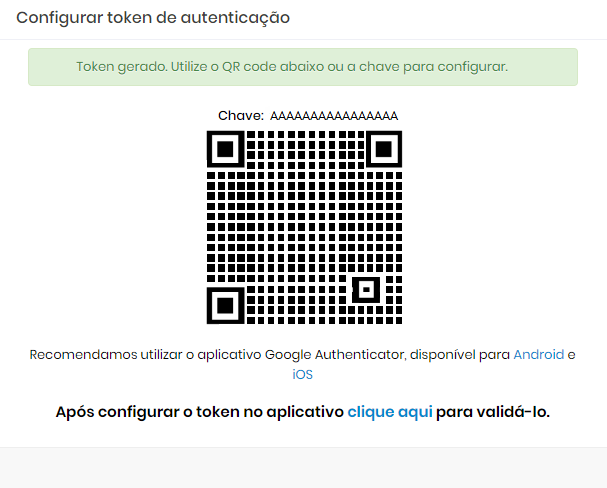 Configurar token de autenticação
Token gerado. Utilize o QR code abaixo ou a chave para configurar.
Chave: AAAAAAAAAAAAAAAA
Recomendamos utilizar o aplicativo Google Authenticator, disponível para Android e
iOS
Após configurar o token no aplicativo clique aqui para validá-lo.